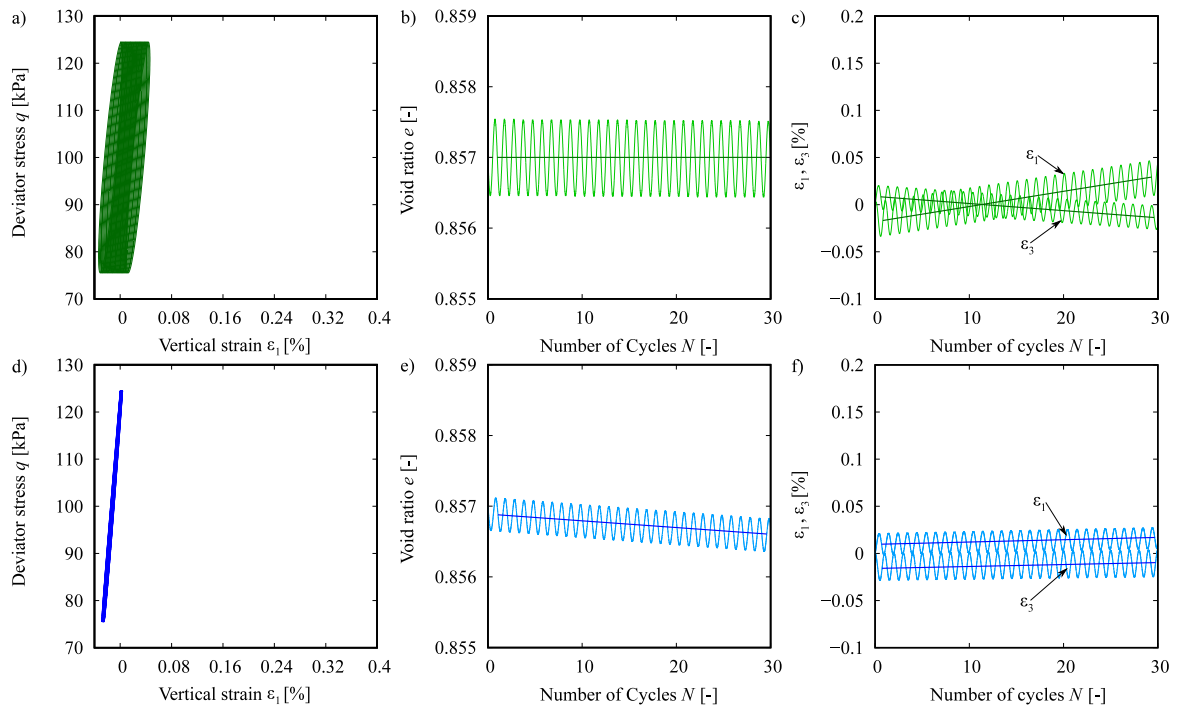 a)
130
120
110
100
90
80
70
Deviator stress q [kPa]
0 0.08 0.16 0.24 0.32 0.4
Vertical strain ε1 [%]
b)
0.859
0.858
0.857
0.856
0.855
Void ratio e [-]
0 10 20 30
Number of Cycles N [-]
c)
0.2
0.15
0.1
0.05
0
−0.05
−0.1
ε1, ε3 [%]
ε1
ε3
0 10 20 30
Number of cycles N [-]
d)
130
120
110
100
90
80
70
Deviator stress q [kPa]
0 0.08 0.16 0.24 0.32 0.4
Vertical strain ε1 [%]
e)
0.859
0.858
0.857
0.856
0.855
Void ratio e [-]
0 10 20 30
Number of Cycles N [-]
f)
0.2
0.15
0.1
0.05
0
−0.05
−0.1
ε1, ε3 [%]
ε1
ε3
0 10 20 30
Number of cycles N [-]